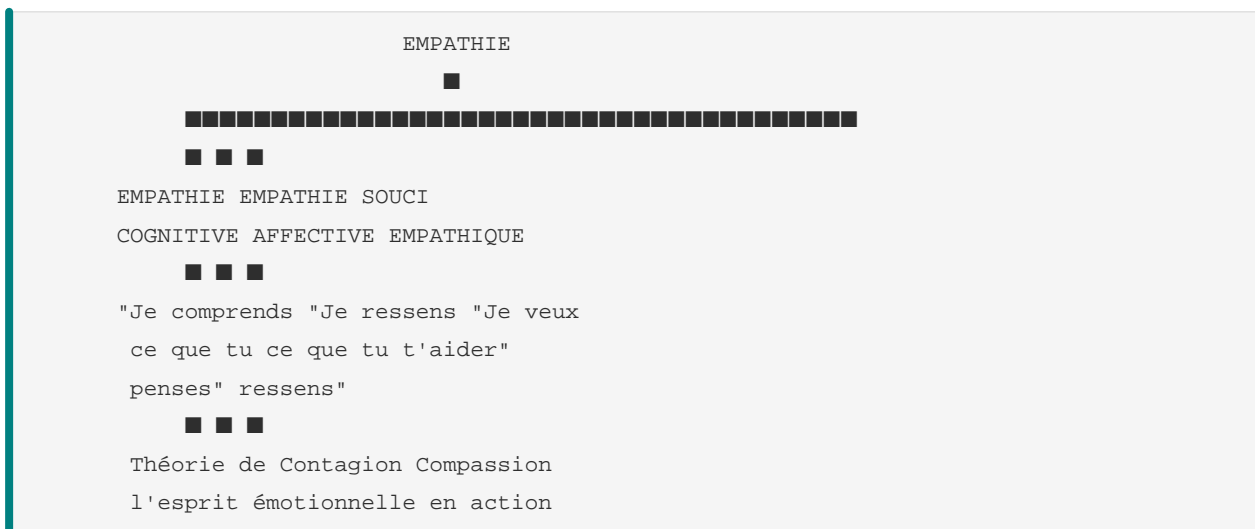 EMPATHIE
EMPATHIE EMPATHIE SOUCI
COGNITIVE AFFECTIVE EMPATHIQUE
"Je comprends "Je ressens "Je veux
ce que tu ce que tu t'aider"
penses" ressens"
Théorie de Contagion Compassion
l'esprit émotionnelle en action